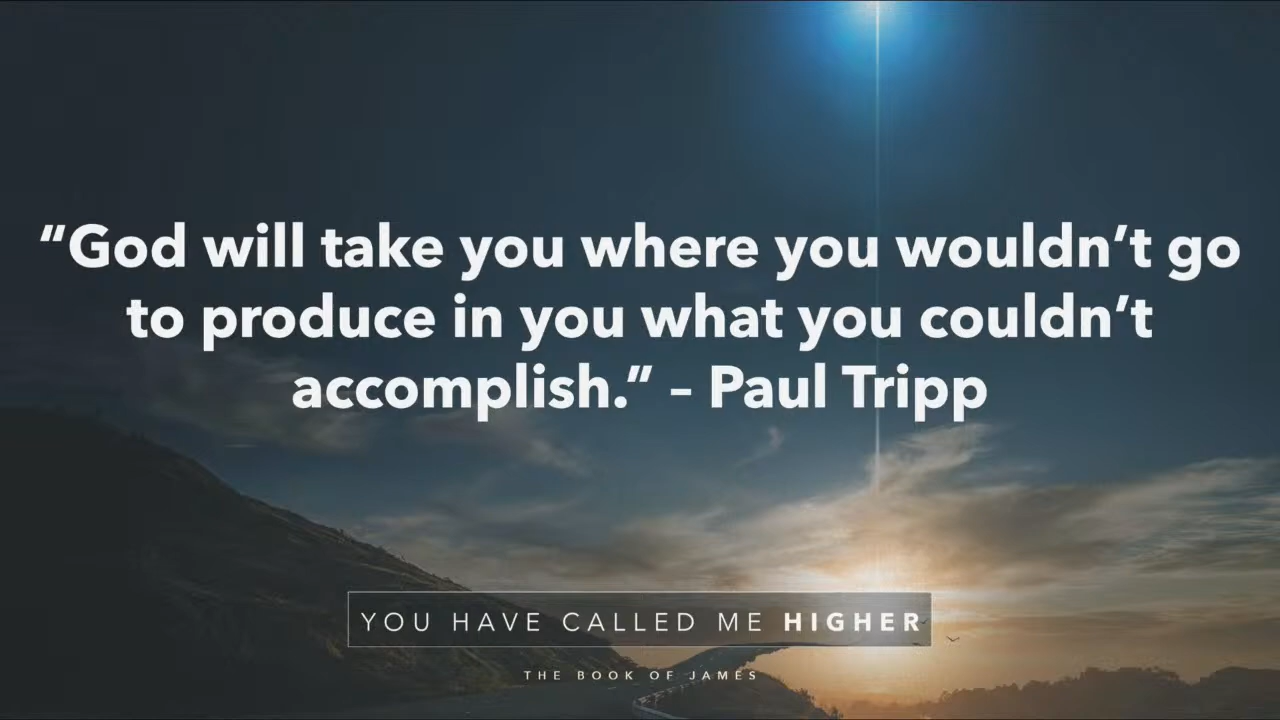 “God will take you where you wouldn’t go
to produce in you what you couldn’t
accomplish.” – Paul Tripp
YOU HAVE CALLED ME HIGHER
THE BOOK OF JAMES